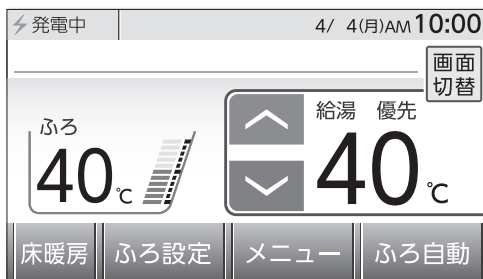 発電中 4/ 4(月)AM10:00
画面
切替
ふろ
40℃
給湯 優先
40℃
床暖房 ふろ設定 メニュー ふろ自動